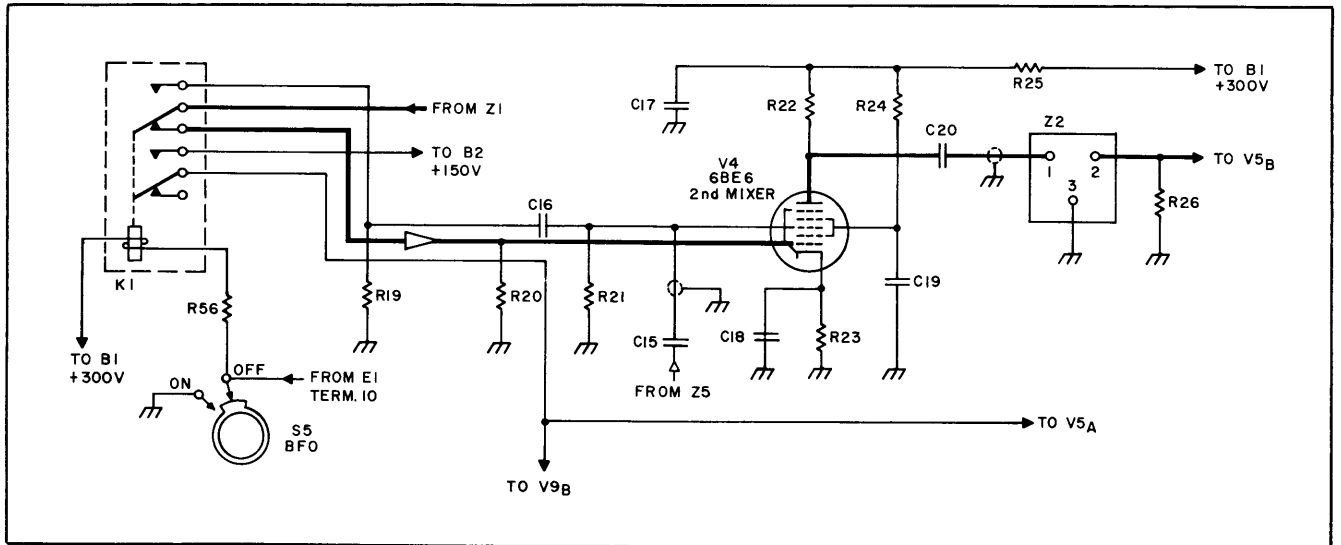 FROM Z1
TO B2
+150V
K1
R56
TO B1
+300V
ON
OFF
FROM E1
TERM. 10
S5
BFO
R19
C16
R20
R21
C15
FROM Z5
TO V9B
TO V5A
C17
R22
R24
R25
TO B1
+300V
V4
6BE6
2nd MIXER
C18
R23
C19
C20
Z2
1
2
3
R26
TO V5B